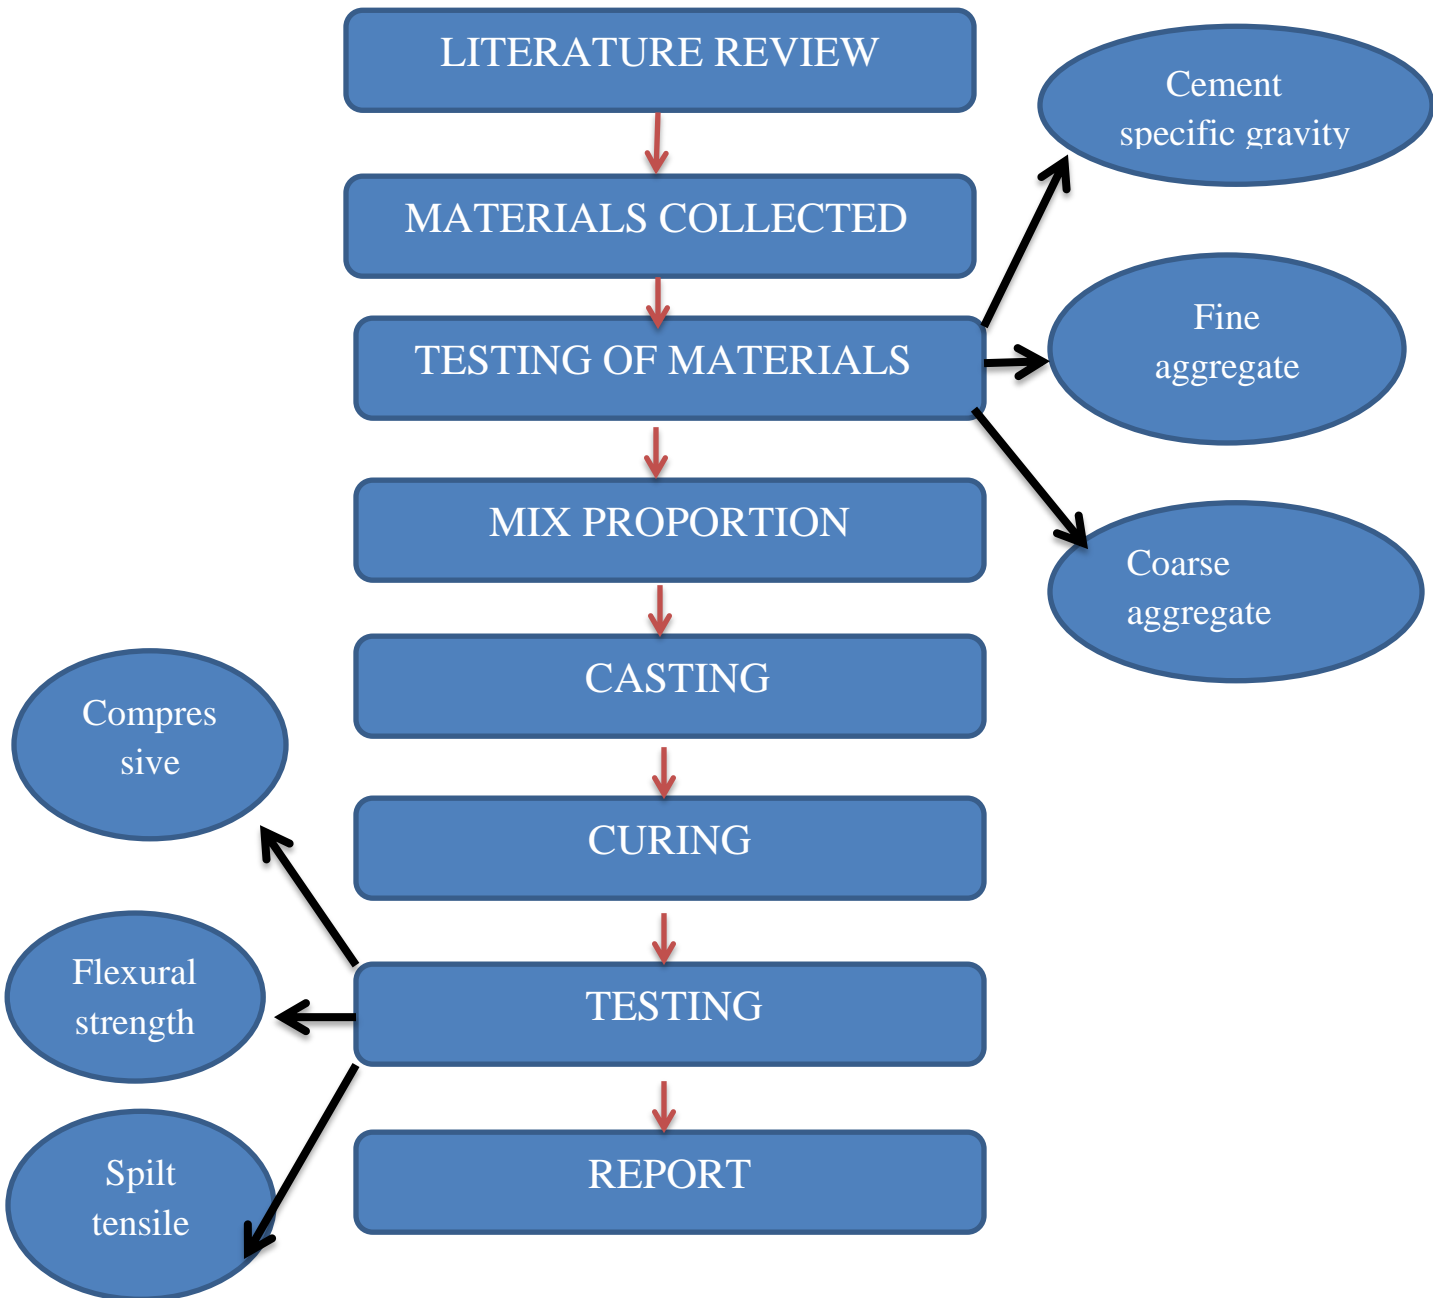 LITERATURE REVIEW
Cement
specific gravity
MATERIALS COLLECTED
Fine
aggregate
TESTING OF MATERIALS
MIX PROPORTION
Coarse
aggregate
CASTING
Compres
sive
CURING
Flexural
strength
TESTING
Spilt
tensile
REPORT